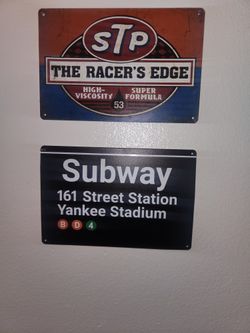 STP
THE RACER'S EDGE
HIGH-VISCOSITY SUPER FORMULA
53
Subway
161 Street Station
Yankee Stadium
B D 4